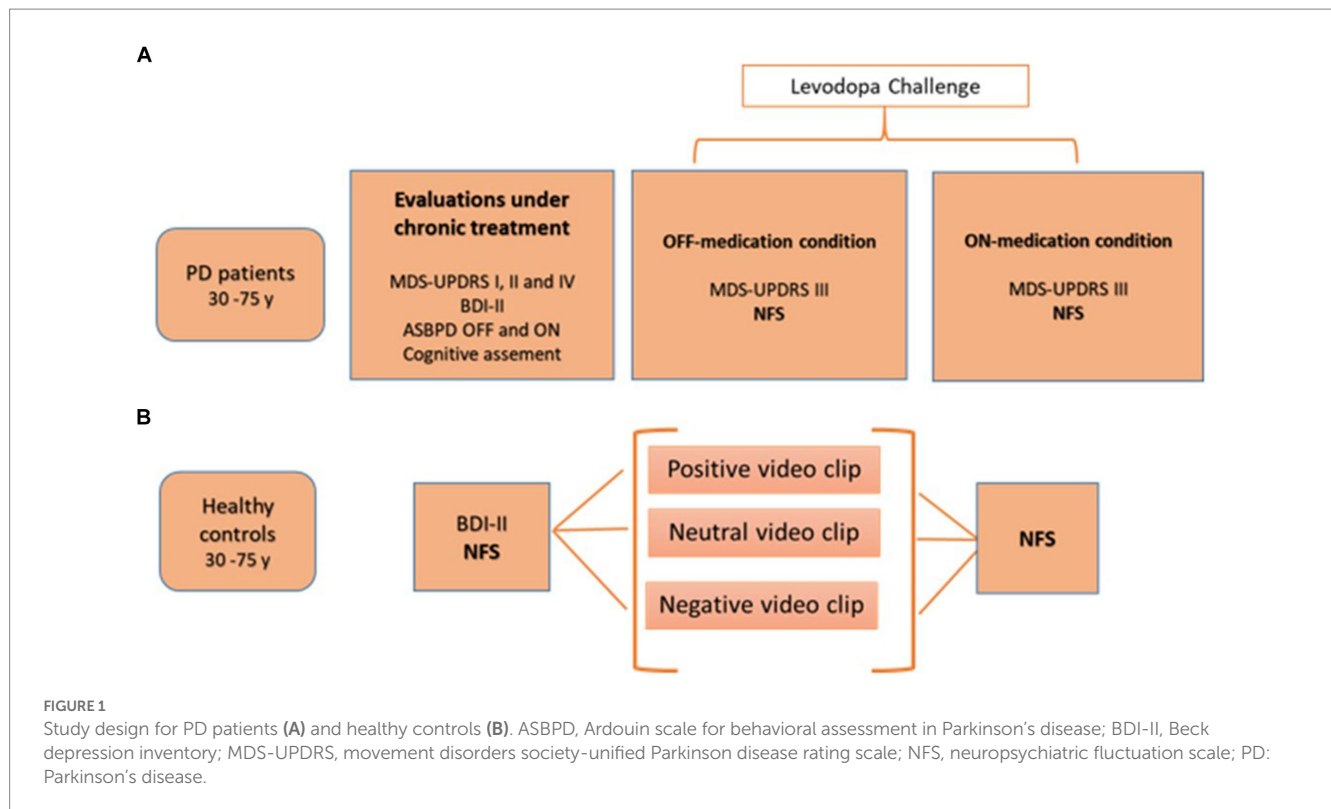 A
Levodopa Challenge
PD patients
30 -75 y
Evaluations under
chronic treatment
MDS-UPDRS I, II and IV
BDI-II
ASBPD OFF and ON
Cognitive assement
OFF-medication condition
MDS-UPDRS III
NFS
ON-medication condition
MDS-UPDRS III
NFS
B
Healthy
controls
30 -75 y
BDI-II
NFS
Positive video clip
Neutral video clip
Negative video clip
NFS
FIGURE 1
Study design for PD patients (A) and healthy controls (B). ASBPD, Ardouin scale for behavioral assessment in Parkinson’s disease; BDI-II, Beck
depression inventory; MDS-UPDRS, movement disorders society-unified Parkinson disease rating scale; NFS, neuropsychiatric fluctuation scale; PD:
Parkinson’s disease.